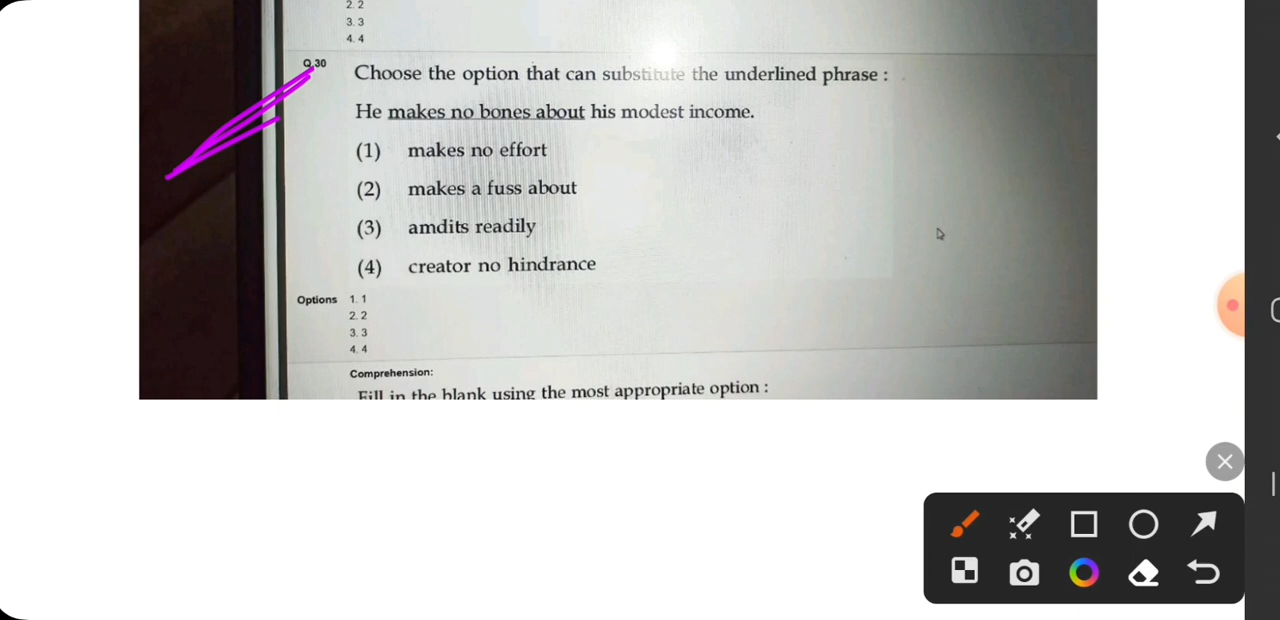 2. 2
3. 3
4. 4
Q.30
Choose the option that can substitute the underlined phrase :
He makes no bones about his modest income.
(1) makes no effort
(2) makes a fuss about
(3) amdits readily
(4) creator no hindrance
Options 1. 1
2. 2
3. 3
4. 4
Comprehension:
Fill in the blank using the most appropriate option :